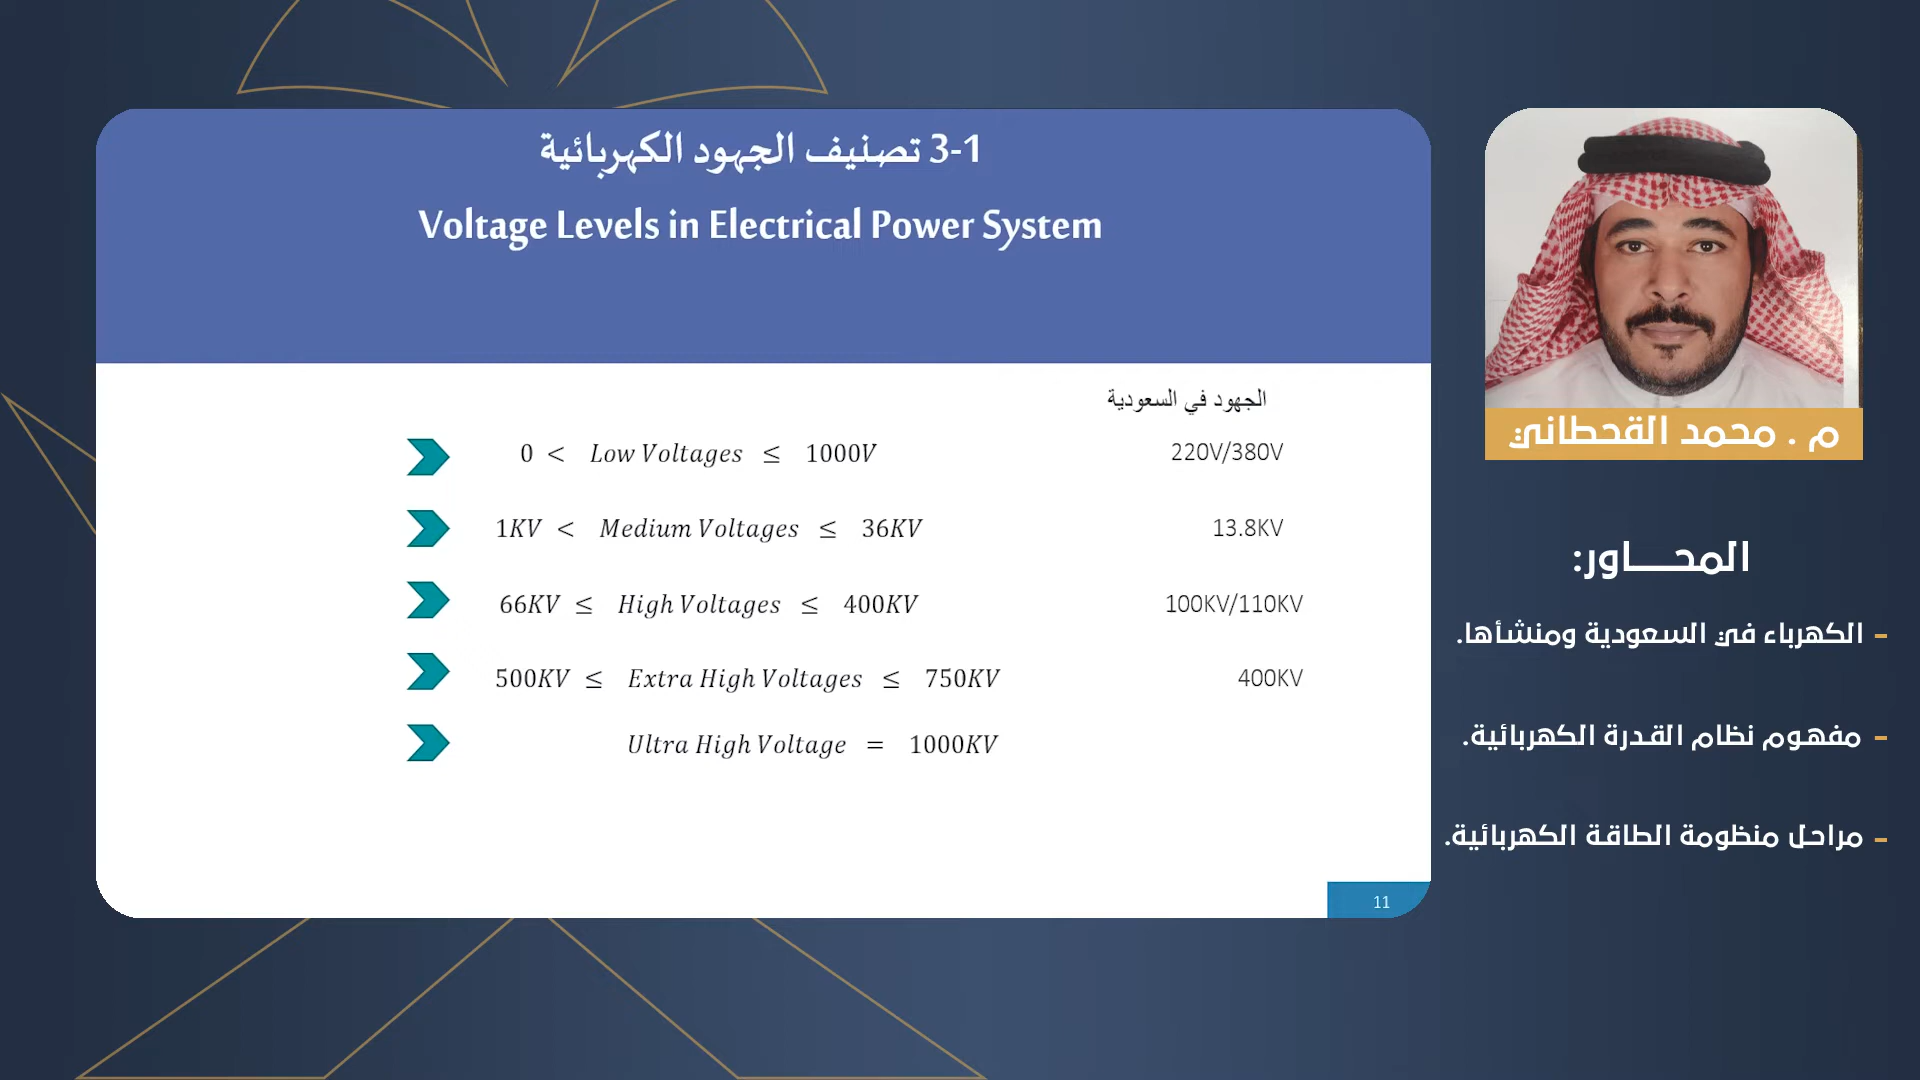 3-1 تصنيف الجهود الكهربائية
Voltage Levels in Electrical Power System
الجهود في السعودية
0 < Low Voltages ≤ 1000V 220V/380V
1KV < Medium Voltages ≤ 36KV 13.8KV
66KV ≤ High Voltages ≤ 400KV 100KV/110KV
500KV ≤ Extra High Voltages ≤ 750KV 400KV
Ultra High Voltage = 1000KV
11
م . محمد القحطاني
المحـــــاور:
- الكهرباء في السعودية ومنشأها.
- مفهوم نظام القدرة الكهربائية.
- مراحل منظومة الطاقة الكهربائية.